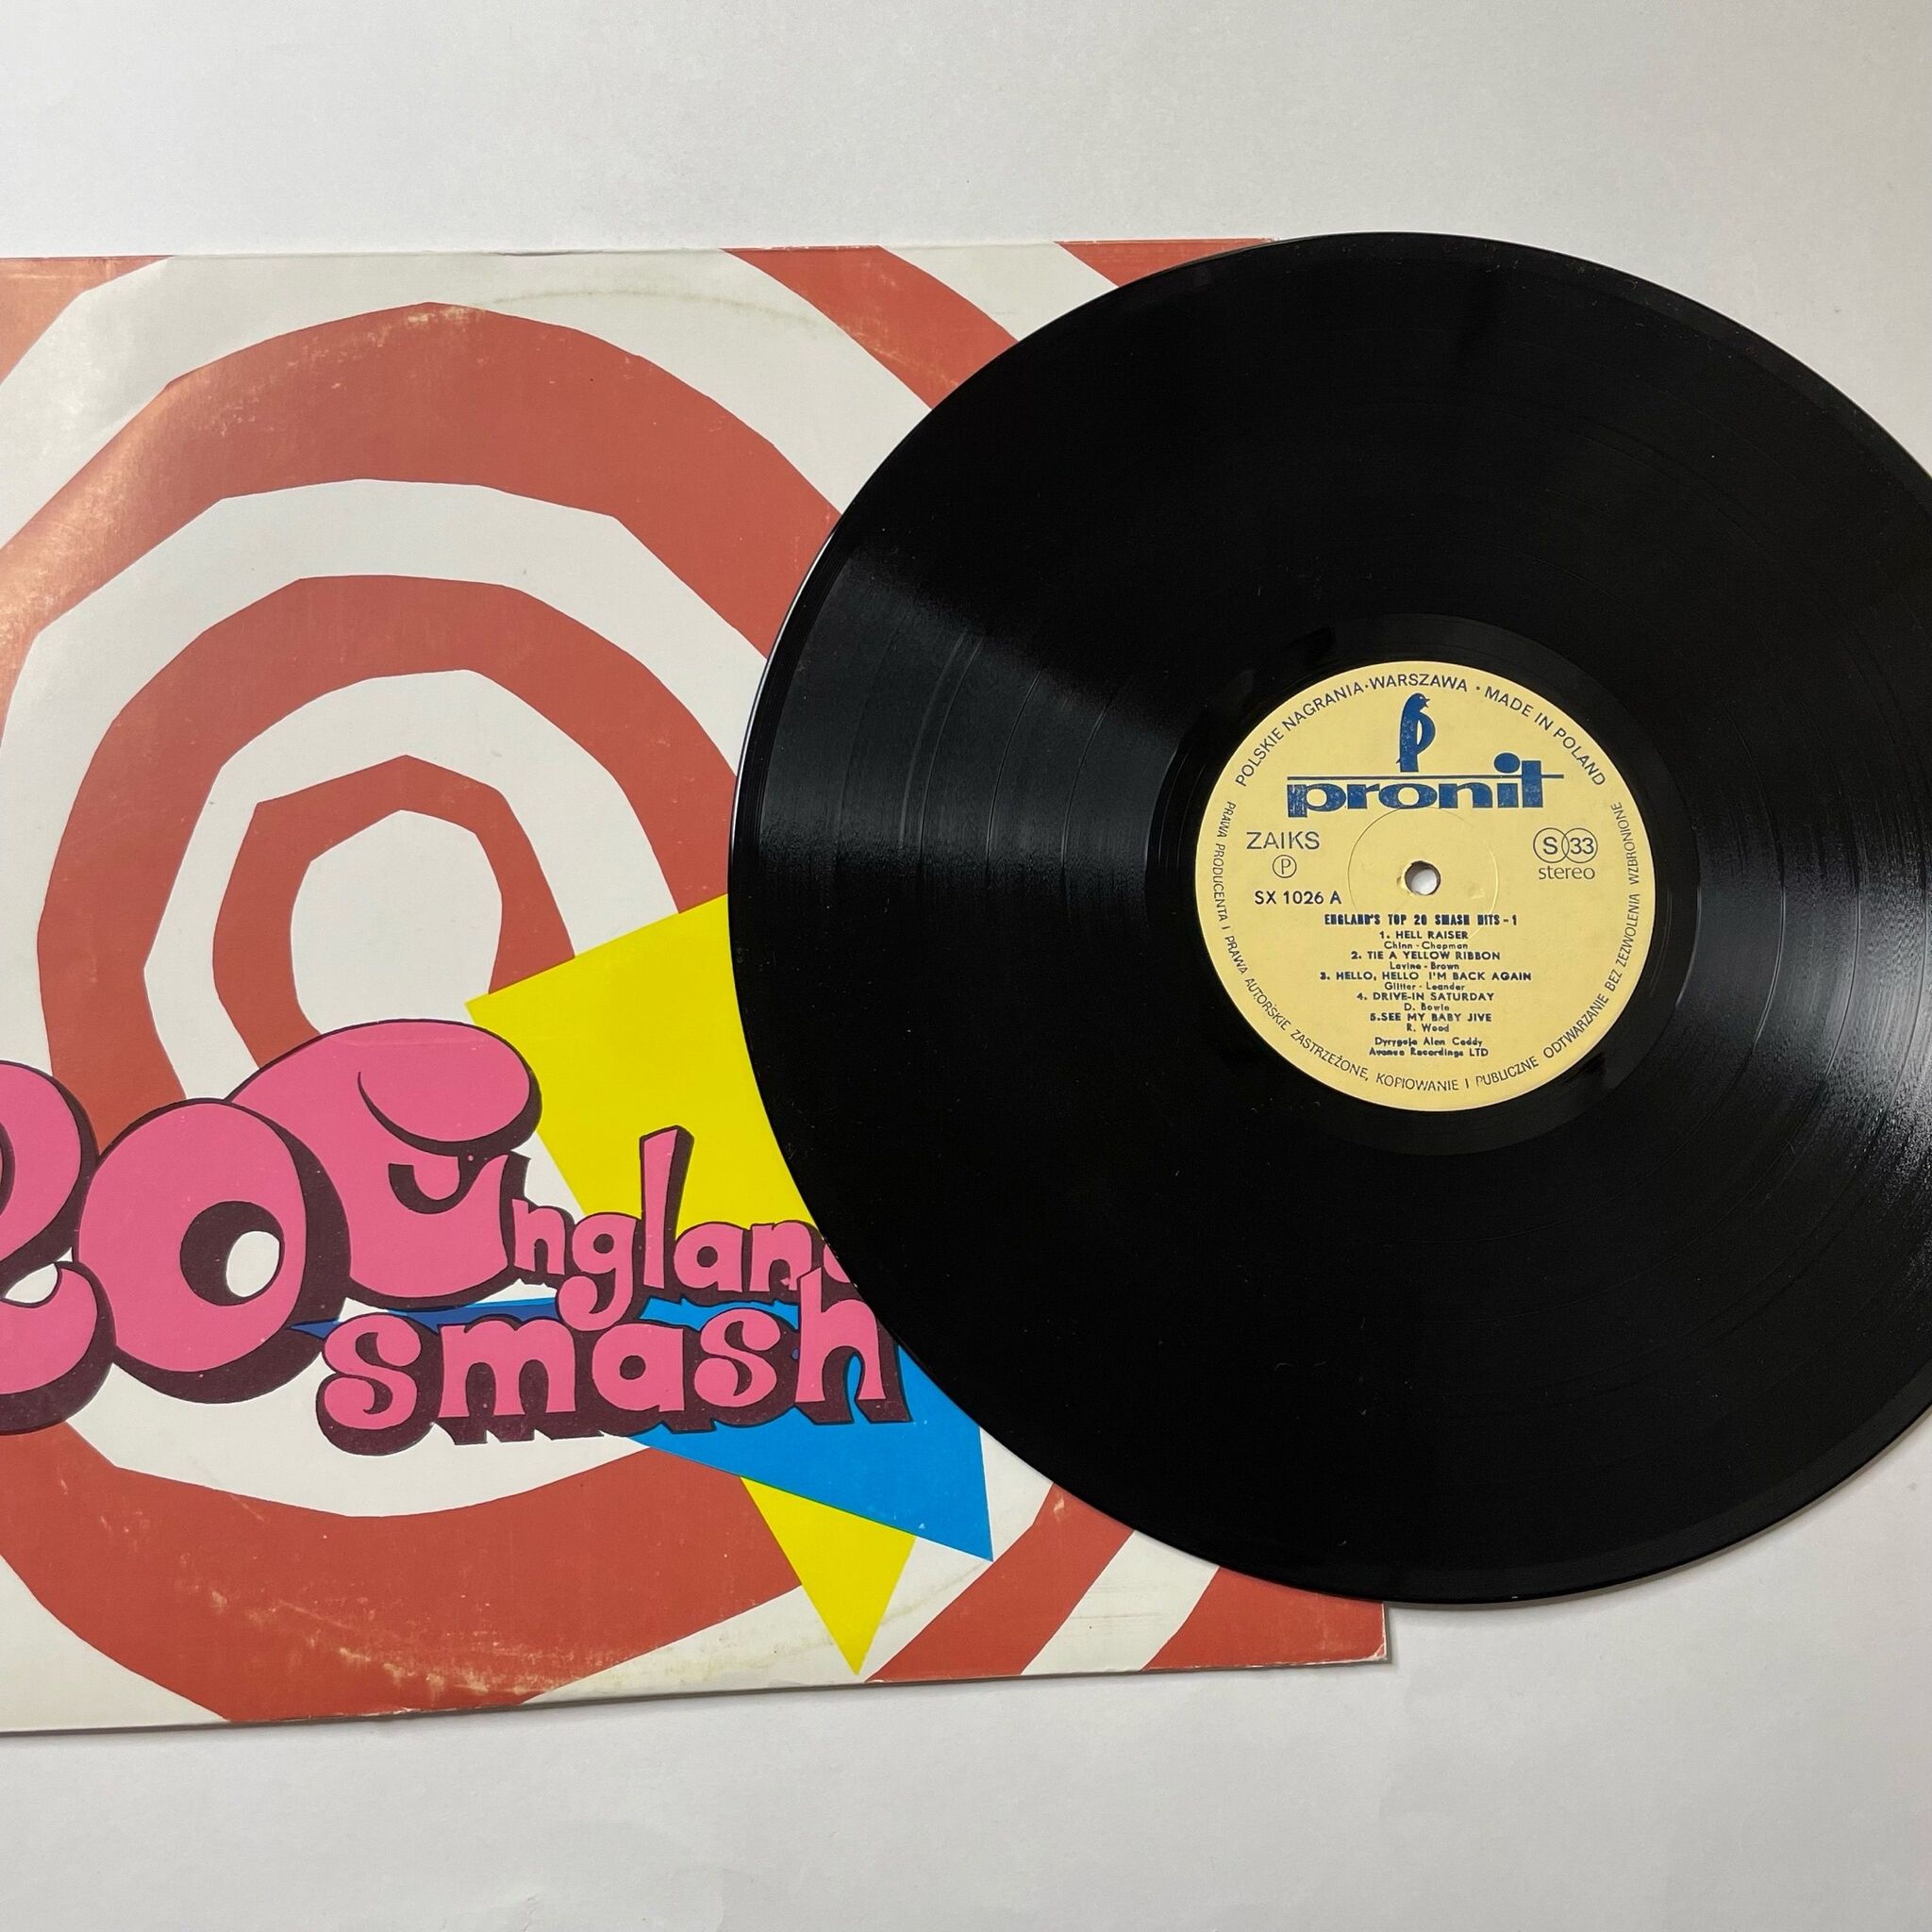 20 England
smash
POLSKIE NAGRANIA · WARSZAWA · MADE IN POLAND
pronit
ZAIKS
P
S 33
stereo
SX 1026 A
ENGLAND'S TOP 20 SMASH HITS - 1
1. HELL RAISER
Chinn - Chapman
2. TIE A YELLOW RIBBON
Levine - Brown
3. HELLO, HELLO I'M BACK AGAIN
Glitter - Leander
4. DRIVE-IN SATURDAY
D. Bowie
5.SEE MY BABY JIVE
R. Wood
Dyryguje Alan Caddy
Avenue Recordings LTD
PRAWA PRODUCENTA I PRAWA AUTORSKIE ZASTRZEŻONE, KOPIOWANIE I PUBLICZNE ODTWARZANIE BEZ ZEZWOLENIA WZBRONIONE